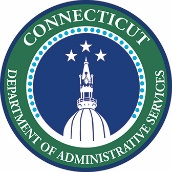 CONNECTICUT
DEPARTMENT OF ADMINISTRATIVE SERVICES